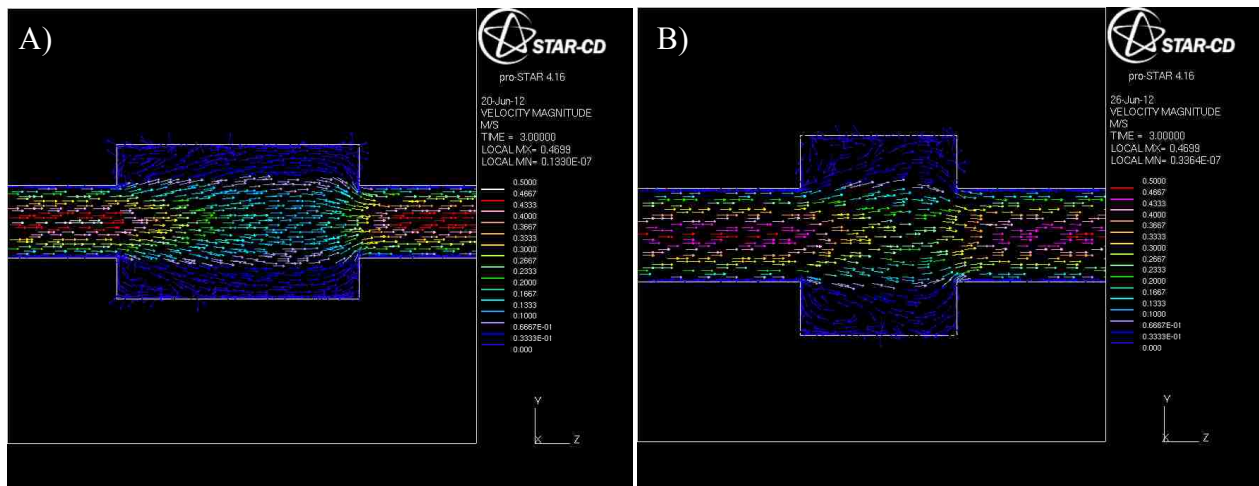 A)
STAR-CD
pro-STAR 4.16
20-Jun-12
VELOCITY MAGNITUDE
M/S
TIME = 3.00000
LOCAL MX= 0.4699
LOCAL MN= 0.1330E-07
0.5000
0.4667
0.4333
0.4000
0.3667
0.3333
0.3000
0.2667
0.2333
0.2000
0.1667
0.1333
0.1000
0.6667E-01
0.3333E-01
0.000
Y
X Z
B)
STAR-CD
pro-STAR 4.16
26-Jun-12
VELOCITY MAGNITUDE
M/S
TIME = 3.00000
LOCAL MX= 0.4699
LOCAL MN= 0.3364E-07
0.5000
0.4667
0.4333
0.4000
0.3667
0.3333
0.3000
0.2667
0.2333
0.2000
0.1667
0.1333
0.1000
0.6667E-01
0.3333E-01
0.000
Y
X Z